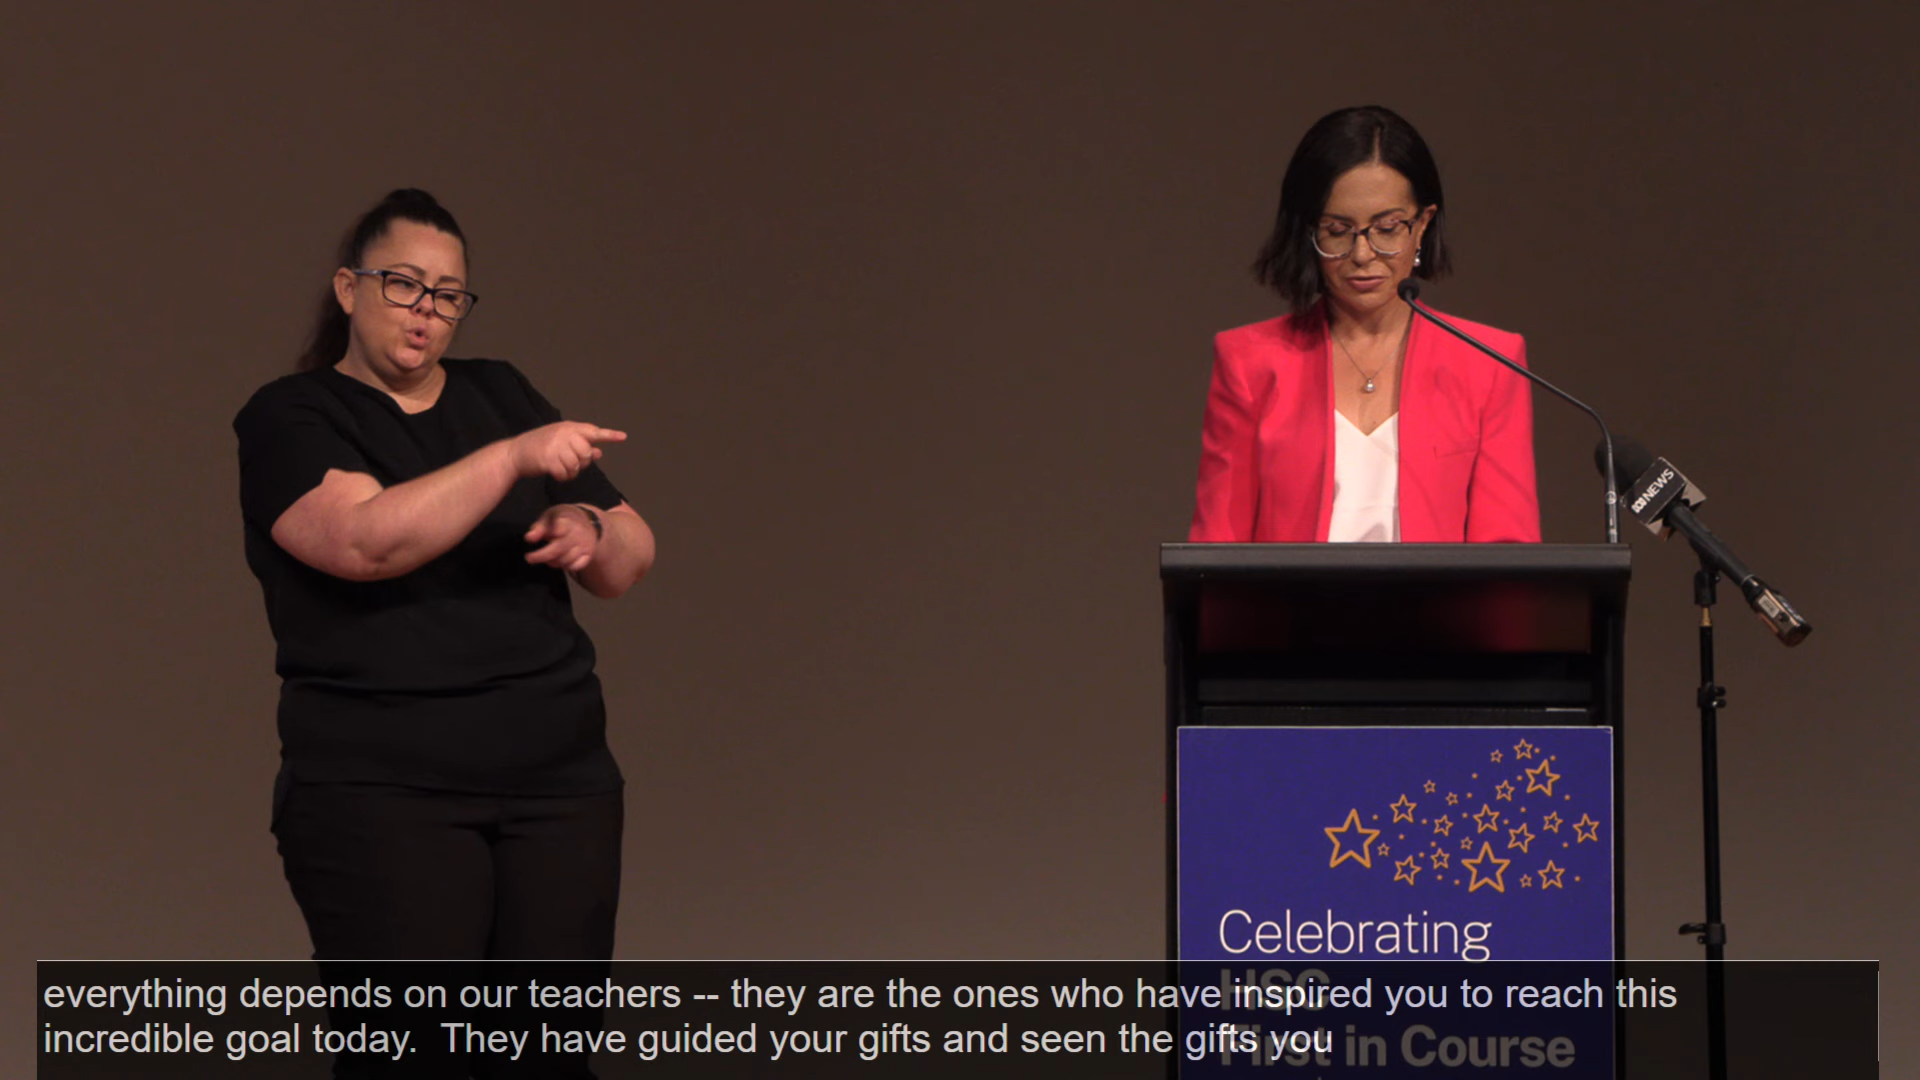 NEWS
Celebrating
HSC
First in Course
everything depends on our teachers -- they are the ones who have inspired you to reach this
incredible goal today.  They have guided your gifts and seen the gifts you